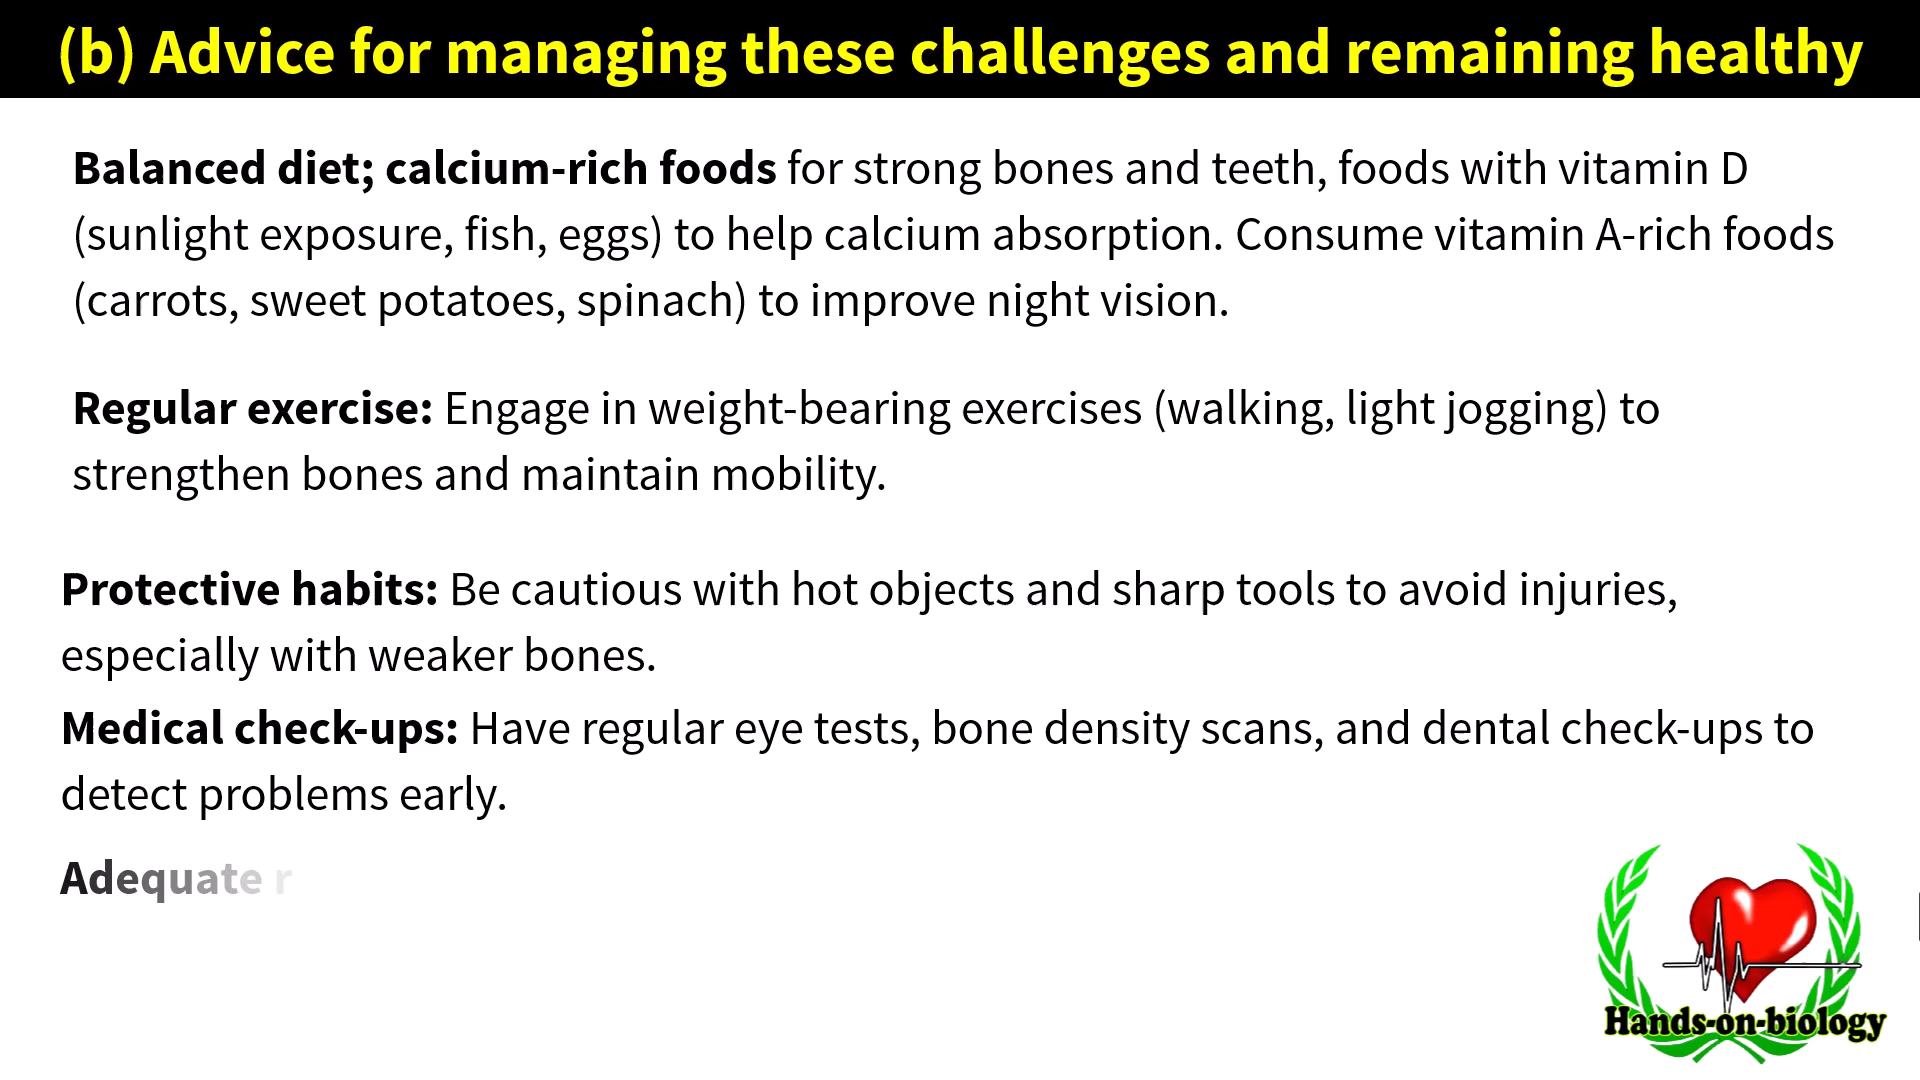 (b) Advice for managing these challenges and remaining healthy
Balanced diet; calcium-rich foods for strong bones and teeth, foods with vitamin D
(sunlight exposure, fish, eggs) to help calcium absorption. Consume vitamin A-rich foods
(carrots, sweet potatoes, spinach) to improve night vision.
Regular exercise: Engage in weight-bearing exercises (walking, light jogging) to
strengthen bones and maintain mobility.
Protective habits: Be cautious with hot objects and sharp tools to avoid injuries,
especially with weaker bones.
Medical check-ups: Have regular eye tests, bone density scans, and dental check-ups to
detect problems early.
Adequate r
Hands-on-biology